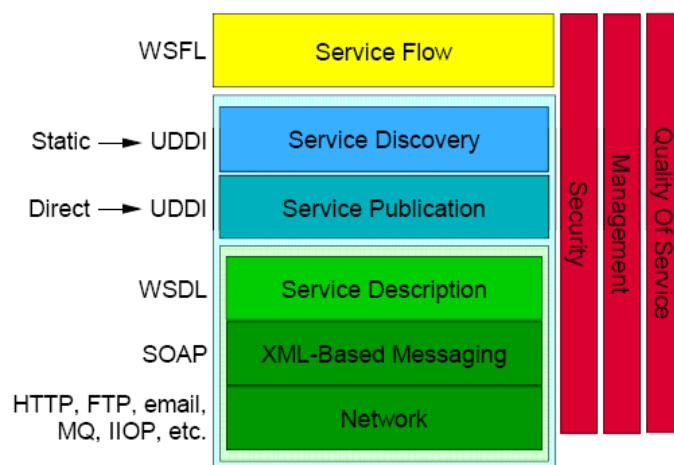 WSFL
Service Flow
Static
UDDI
Service Discovery
Direct
UDDI
Service Publication
WSDL
Service Description
SOAP
XML-Based Messaging
HTTP, FTP, email,
MQ, IIOP, etc.
Network
Security
Management
Quality Of Service